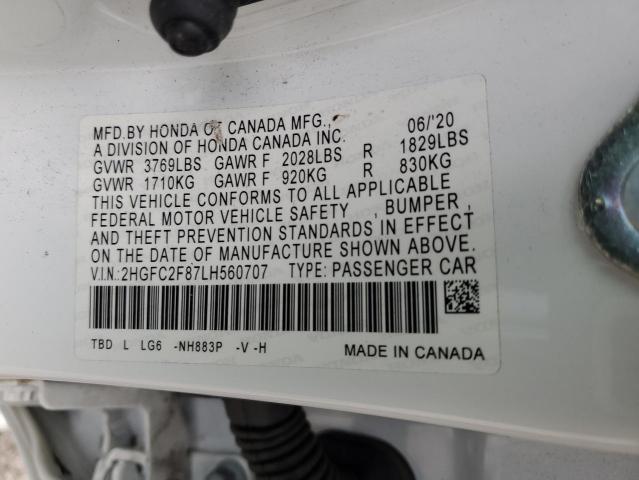 MFD.BY HONDA OF CANADA MFG., 06/'20
A DIVISION OF HONDA CANADA INC.
GVWR 3769LBS GAWR F 2028LBS R 1829LBS
GVWR 1710KG GAWR F 920KG R 830KG
THIS VEHICLE CONFORMS TO ALL APPLICABLE
FEDERAL MOTOR VEHICLE SAFETY , BUMPER ,
AND THEFT PREVENTION STANDARDS IN EFFECT
ON THE DATE OF MANUFACTURE SHOWN ABOVE.
V.I.N.:2HGFC2F87LH560707 TYPE: PASSENGER CAR
TBD L LG6 -NH883P -V -H MADE IN CANADA